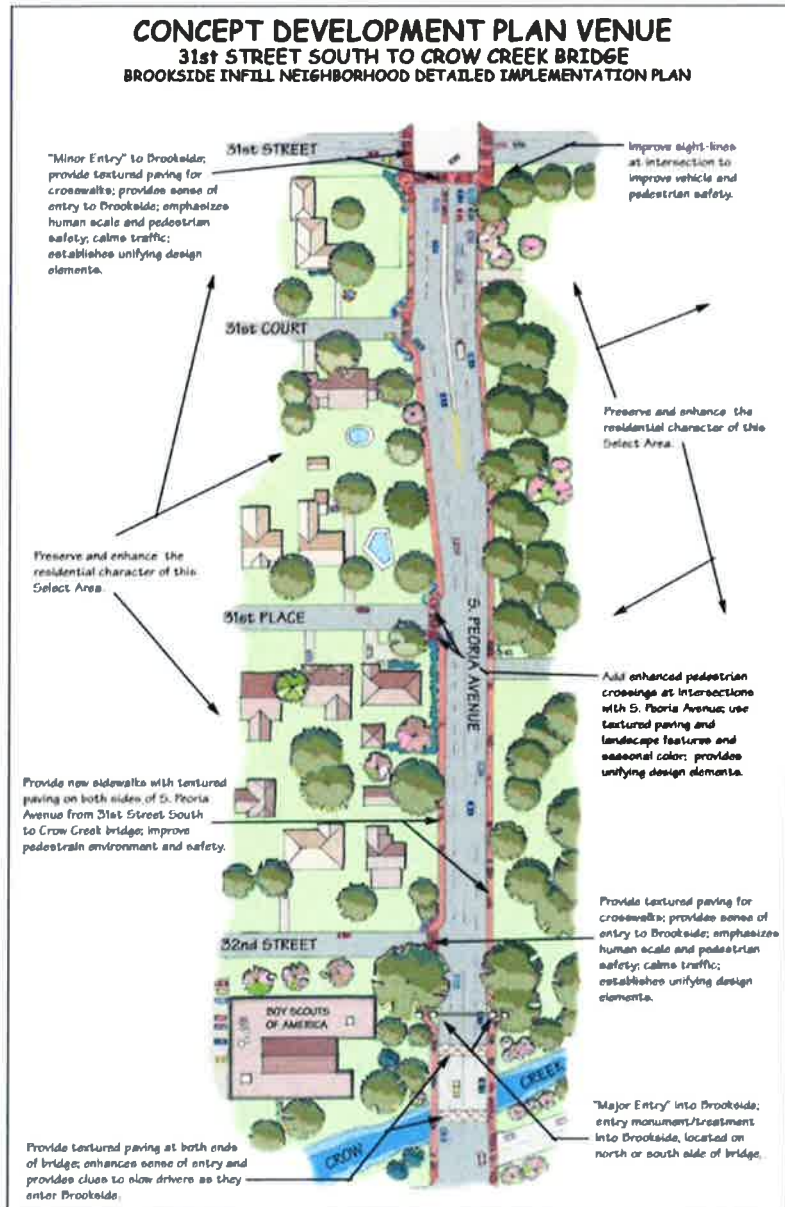 CONCEPT DEVELOPMENT PLAN VENUE
31st STREET SOUTH TO CROW CREEK BRIDGE
BROOKSIDE INFILL NEIGHBORHOOD DETAILED IMPLEMENTATION PLAN
"Minor Entry" to Brookside;
provide textured paving for
crosswalks; provides sense of
entry to Brookside; emphasizes
human scale and pedestrian
safety; calms traffic;
establishes unifying design
elements.
31st STREET
Improve sight-lines
at intersection to
improve vehicle and
pedestrian safety.
31st COURT
Preserve and enhance the
residential character of this
Select Area.
Preserve and enhance the
residential character of this
Select Area.
31st PLACE
S. PEORIA AVENUE
Add enhanced pedestrian
crossings at intersections
with S. Peoria Avenue; use
textured paving and
landscape features and
seasonal color; provides
unifying design elements.
Provide new sidewalks with textured
paving on both sides of S. Peoria
Avenue from 31st Street South
to Crow Creek bridge; improve
pedestrain environment and safety.
Provide textured paving for
crosswalks; provides sense of
entry to Brookside; emphasizes
human scale and pedestrian
safety; calms traffic;
establishes unifying design
elements.
32nd STREET
BOY SCOUTS
OF AMERICA
CROW CREEK
"Major Entry" into Brookside;
entry monument/treatment
into Brookside, located on
north or south side of bridge.
Provide textured paving at both ends
of bridge; enhances sense of entry and
provides clues to slow drivers as they
enter Brookside.